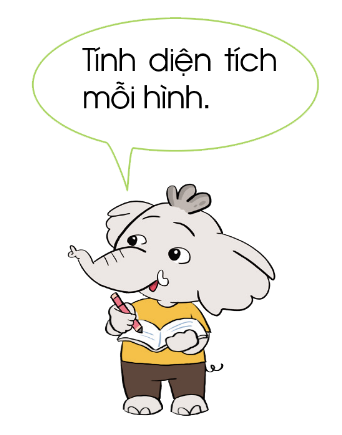 Tính diện tích
mỗi hình.